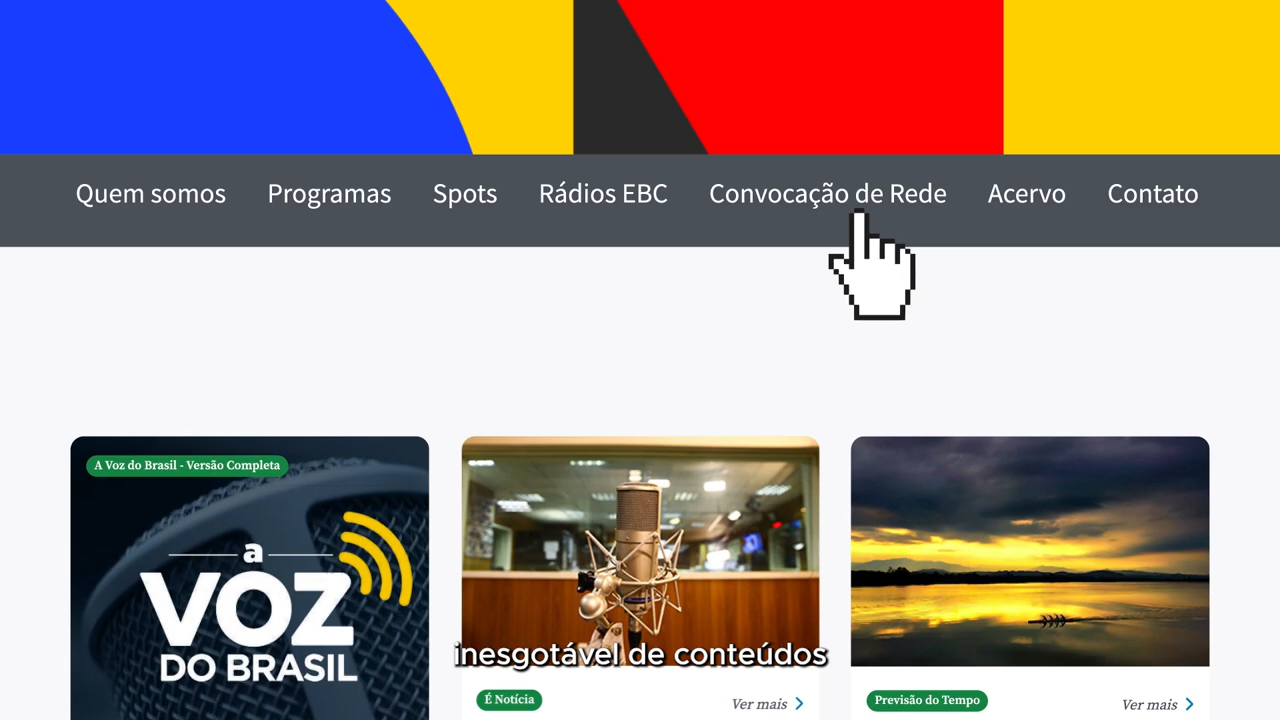 Quem somos Programas Spots Rádios EBC Convocação de Rede Acervo Contato
A Voz do Brasil - Versão Completa
a
VOZ
DO BRASIL
inesgotável de conteúdos
É Notícia Ver mais
Previsão do Tempo Ver mais